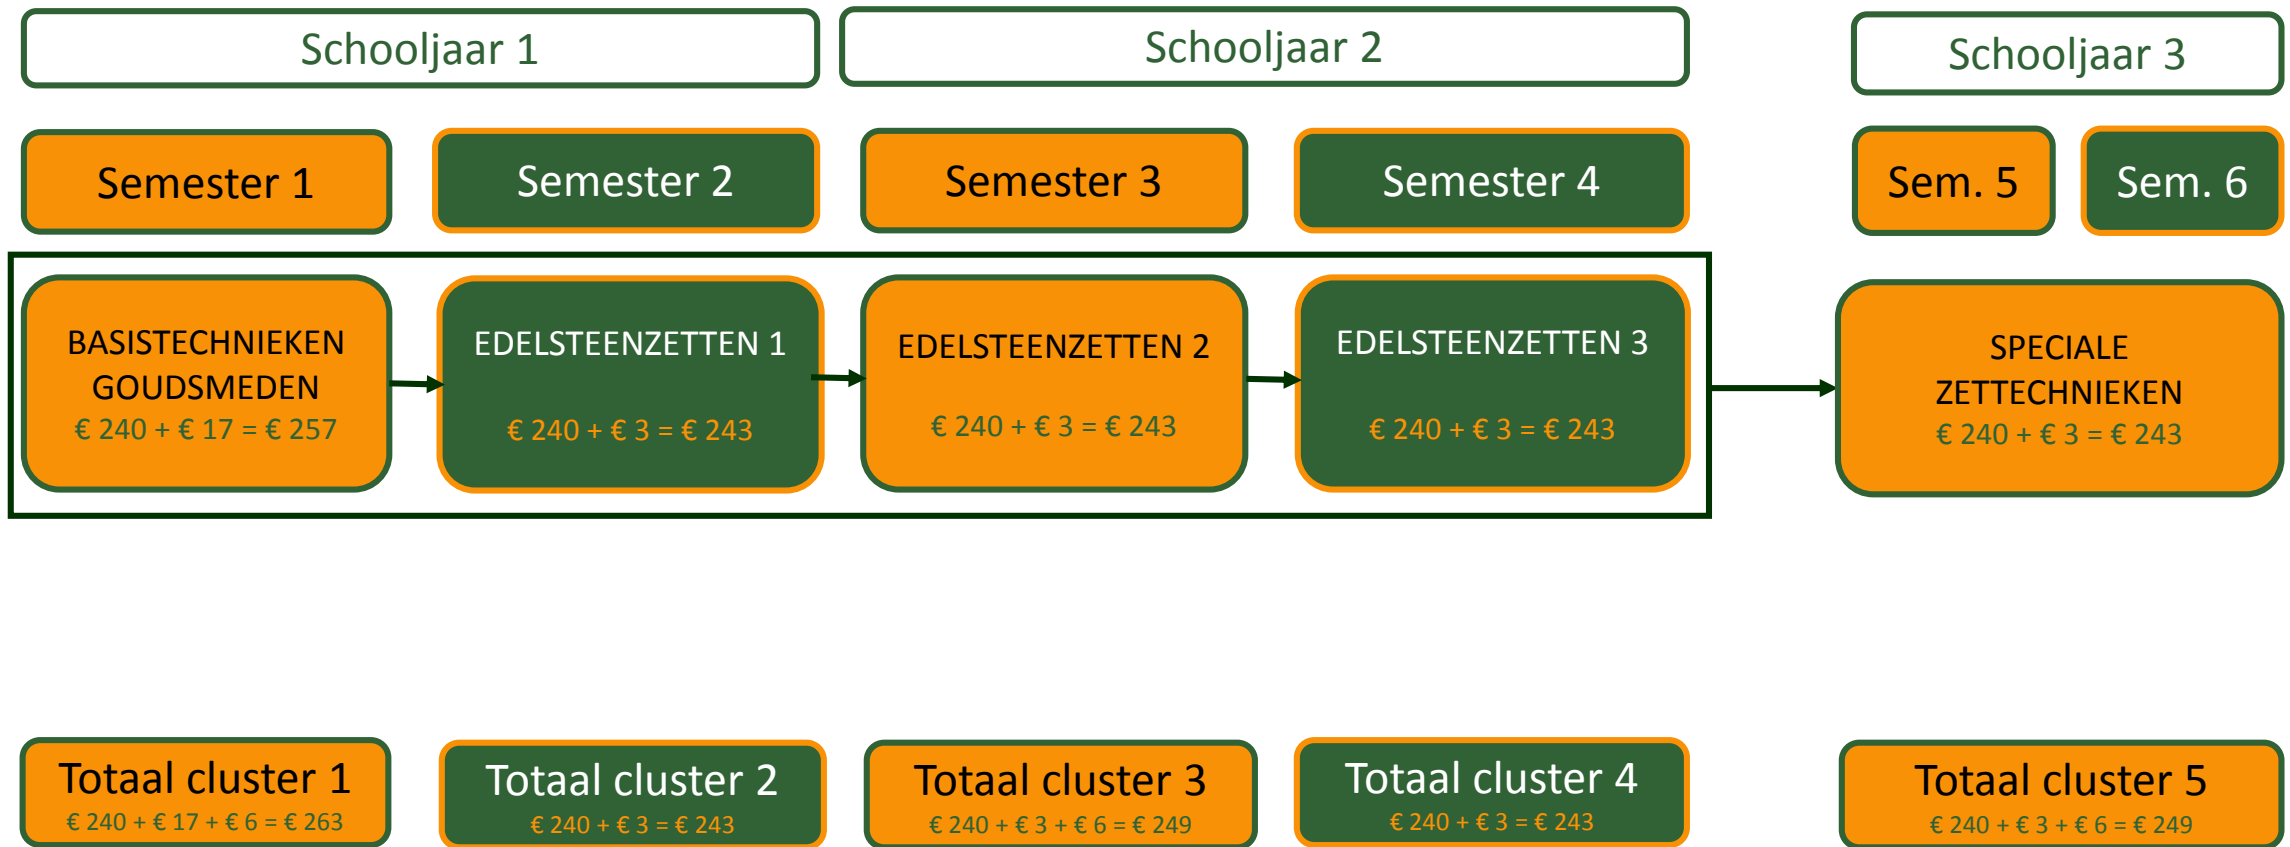 Schooljaar 1
Schooljaar 2
Schooljaar 3
Semester 1
Semester 2
Semester 3
Semester 4
Sem. 5
Sem. 6
BASISTECHNIEKEN
GOUDSMEDEN
€ 240 + € 17 = € 257
EDELSTEENZETTEN 1
€ 240 + € 3 = € 243
EDELSTEENZETTEN 2
€ 240 + € 3 = € 243
EDELSTEENZETTEN 3
€ 240 + € 3 = € 243
SPECIALE
ZETTECHNIEKEN
€ 240 + € 3 = € 243
Totaal cluster 1
€ 240 + € 17 + € 6 = € 263
Totaal cluster 2
€ 240 + € 3 = € 243
Totaal cluster 3
€ 240 + € 3 + € 6 = € 249
Totaal cluster 4
€ 240 + € 3 = € 243
Totaal cluster 5
€ 240 + € 3 + € 6 = € 249